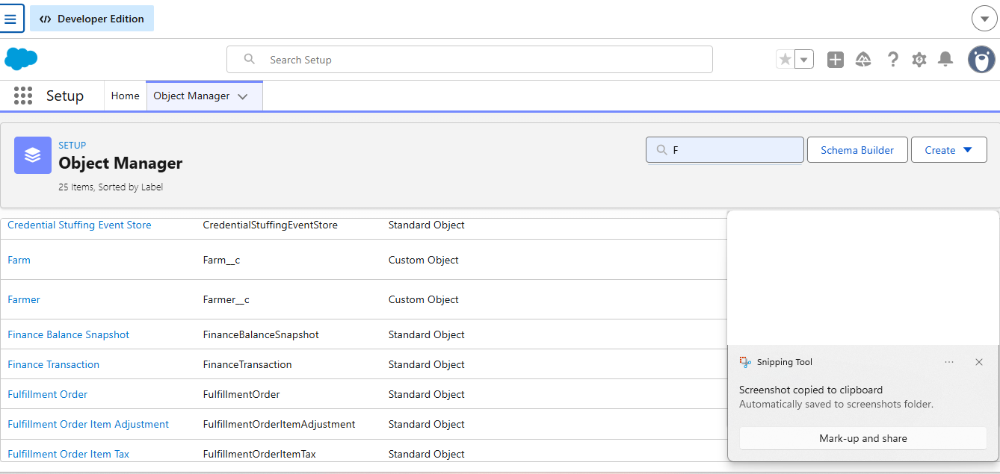 Developer Edition
Search Setup
Setup Home Object Manager
SETUP
Object Manager
25 Items, Sorted by Label
F Schema Builder Create
Credential Stuffing Event Store CredentialStuffingEventStore Standard Object
Farm Farm__c Custom Object
Farmer Farmer__c Custom Object
Finance Balance Snapshot FinanceBalanceSnapshot Standard Object
Finance Transaction FinanceTransaction Standard Object
Fulfillment Order FulfillmentOrder Standard Object
Fulfillment Order Item Adjustment FulfillmentOrderItemAdjustment Standard Object
Fulfillment Order Item Tax FulfillmentOrderItemTax Standard Object
Snipping Tool
Screenshot copied to clipboard
Automatically saved to screenshots folder.
Mark-up and share